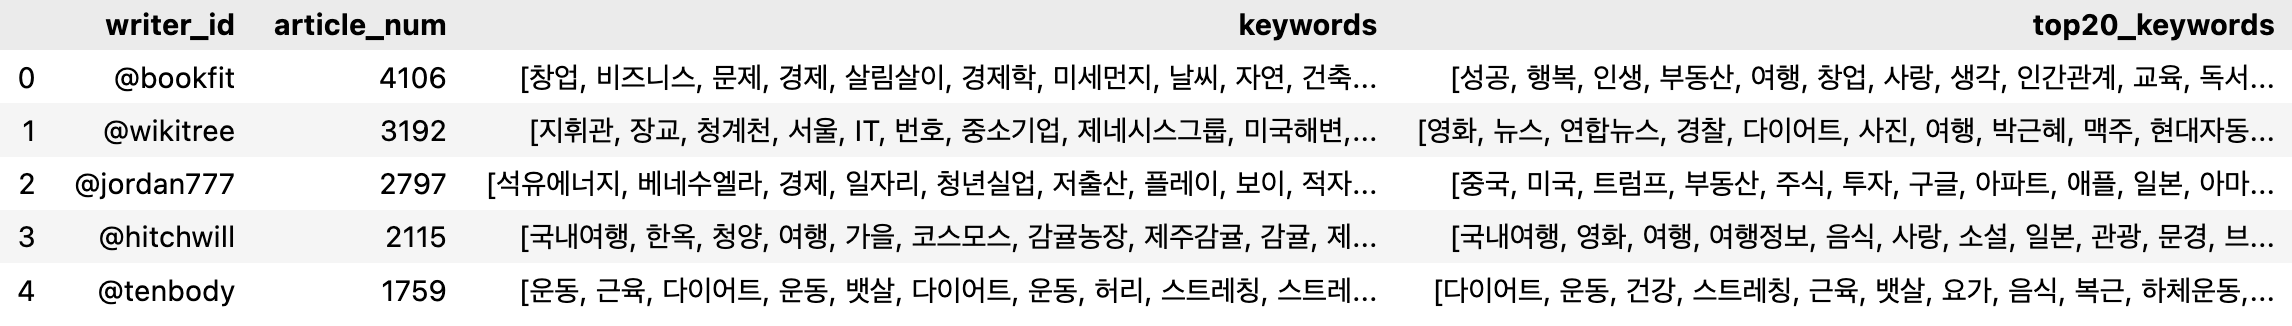 writer_id article_num keywords top20_keywords
0 @bookfit 4106 [창업, 비즈니스, 문제, 경제, 살림살이, 경제학, 미세먼지, 날씨, 자연, 건축... [성공, 행복, 인생, 부동산, 여행, 창업, 사랑, 생각, 인간관계, 교육, 독서...
1 @wikitree 3192 [지휘관, 장교, 청계천, 서울, IT, 번호, 중소기업, 제네시스그룹, 미국해변,... [영화, 뉴스, 연합뉴스, 경찰, 다이어트, 사진, 여행, 박근혜, 맥주, 현대자동...
2 @jordan777 2797 [석유에너지, 베네수엘라, 경제, 일자리, 청년실업, 저출산, 플레이, 보이, 적자... [중국, 미국, 트럼프, 부동산, 주식, 투자, 구글, 아파트, 애플, 일본, 아마...
3 @hitchwill 2115 [국내여행, 한옥, 청양, 여행, 가을, 코스모스, 감귤농장, 제주감귤, 감귤, 제... [국내여행, 영화, 여행, 여행정보, 음식, 사랑, 소설, 일본, 관광, 문경, 브...
4 @tenbody 1759 [운동, 근육, 다이어트, 운동, 뱃살, 다이어트, 운동, 허리, 스트레칭, 스트레... [다이어트, 운동, 건강, 스트레칭, 근육, 뱃살, 요가, 음식, 복근, 하체운동,...